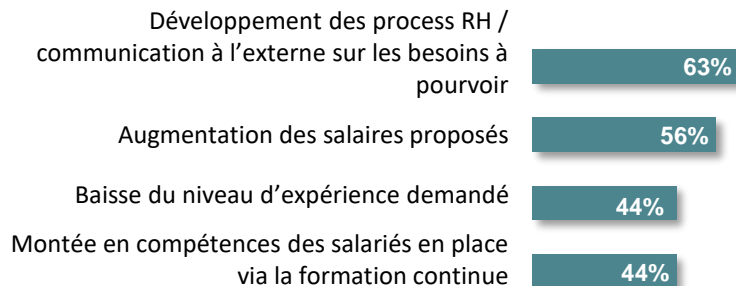 Développement des process RH /
communication à l’externe sur les besoins à
pourvoir
63%
Augmentation des salaires proposés
56%
Baisse du niveau d’expérience demandé
44%
Montée en compétences des salariés en place
via la formation continue
44%